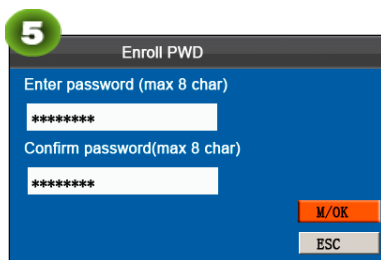 5
Enroll PWD
Enter password (max 8 char)
********
Confirm password(max 8 char)
********
M/OK
ESC